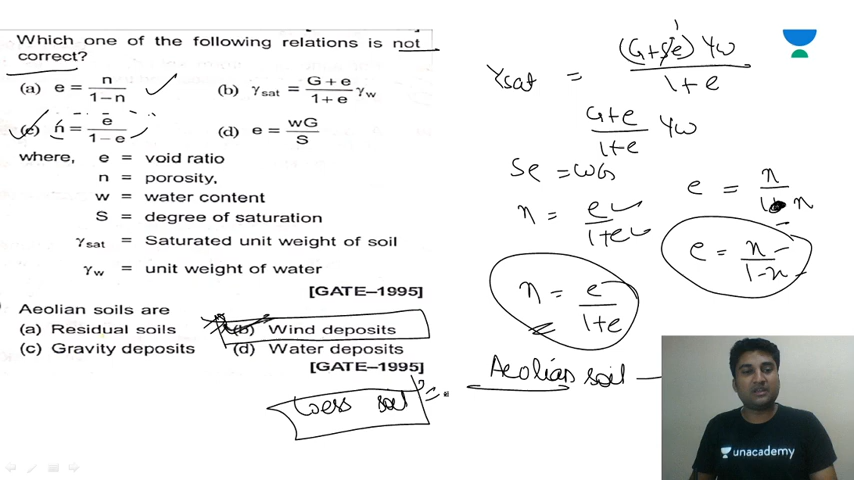 Which one of the following relations is not
correct?
(a) e = n/(1−n)
(b) γsat = (G+e)/(1+e) γw
(c) n = e/(1−e)
(d) e = wG/S
where, e = void ratio
n = porosity,
w = water content
S = degree of saturation
γsat = Saturated unit weight of soil
γw = unit weight of water
[GATE–1995]
Aeolian soils are
(a) Residual soils (b) Wind deposits
(c) Gravity deposits (d) Water deposits
[GATE–1995]
Loess soil =
γsat = (G+Se)γw/(1+e)
1
(G+e)/(1+e) γw
Se = wG
n = e/(1+e)
n = e/(1+e)
e = n/(1-n)
e = n/(1-n)
Aeolian soil —
unacademy